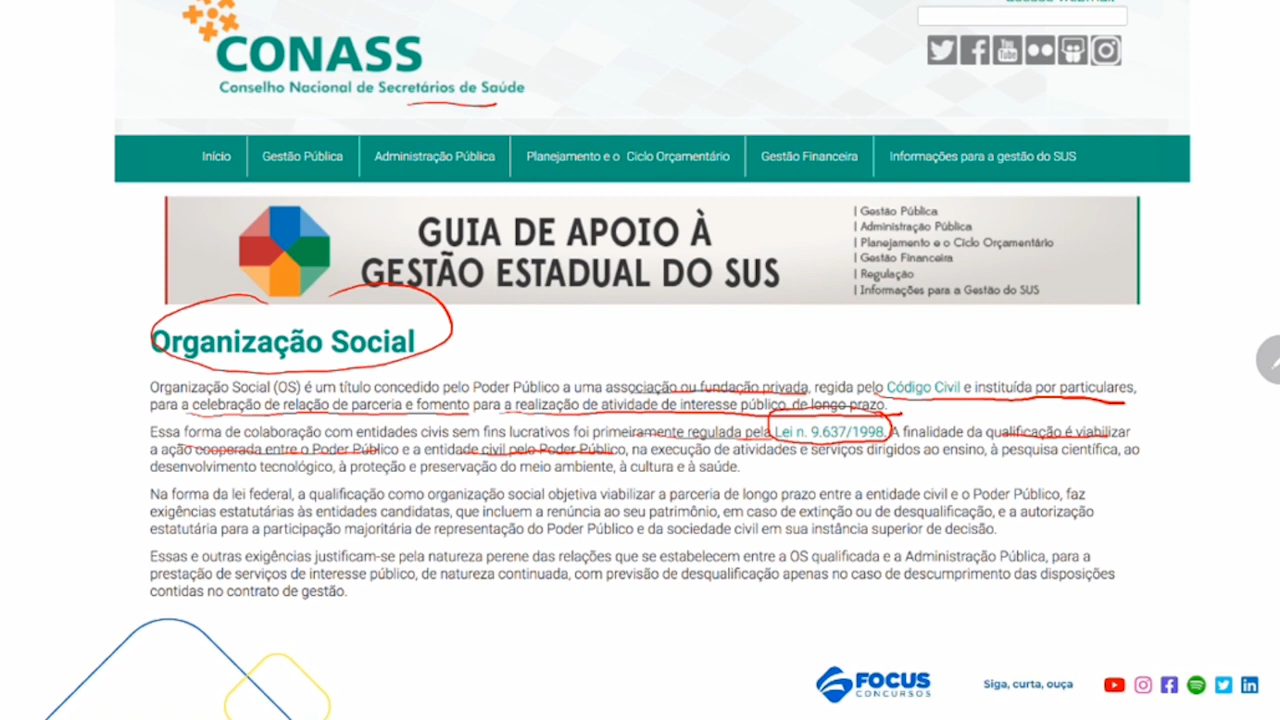 CONASS
Conselho Nacional de Secretários de Saúde
Início
Gestão Pública
Administração Pública
Planejamento e o Ciclo Orçamentário
Gestão Financeira
Informações para a gestão do SUS
GUIA DE APOIO À
GESTÃO ESTADUAL DO SUS
| Gestão Pública
| Administração Pública
| Planejamento e o Ciclo Orçamentário
| Gestão Financeira
| Regulação
| Informações para a Gestão do SUS
Organização Social
Organização Social (OS) é um título concedido pelo Poder Público a uma associação ou fundação privada, regida pelo Código Civil e instituída por particulares,
para a celebração de relação de parceria e fomento para a realização de atividade de interesse público, de longo prazo.
Essa forma de colaboração com entidades civis sem fins lucrativos foi primeiramente regulada pela Lei n. 9.637/1998. A finalidade da qualificação é viabilizar
a ação cooperada entre o Poder Público e a entidade civil pelo Poder Público, na execução de atividades e serviços dirigidos ao ensino, à pesquisa científica, ao
desenvolvimento tecnológico, à proteção e preservação do meio ambiente, à cultura e à saúde.
Na forma da lei federal, a qualificação como organização social objetiva viabilizar a parceria de longo prazo entre a entidade civil e o Poder Público, faz
exigências estatutárias às entidades candidatas, que incluem a renúncia ao seu patrimônio, em caso de extinção ou de desqualificação, e a autorização
estatutária para a participação majoritária de representação do Poder Público e da sociedade civil em sua instância superior de decisão.
Essas e outras exigências justificam-se pela natureza perene das relações que se estabelecem entre a OS qualificada e a Administração Pública, para a
prestação de serviços de interesse público, de natureza continuada, com previsão de desqualificação apenas no caso de descumprimento das disposições
contidas no contrato de gestão.
FOCUS
CONCURSOS
Siga, curta, ouça